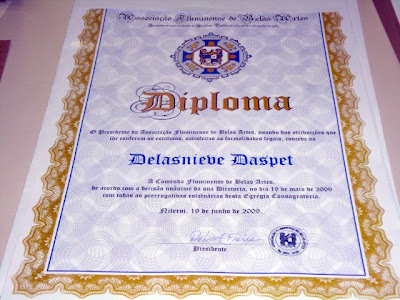 Associação Fluminense de Belas Artes
Diploma
O Presidente da Associação Fluminense de Belas Artes, usando das atribuições que
lhe conferem os estatutos, satisfeitas as formalidades legais, concede ao
Delasnieve Daspet
A Comenda Fluminense de Belas Artes.
de acordo com a decisão unânime da sua Diretoria, no dia 19 de maio de 2009
com todas as prerrogativas estatutárias desta Egrégia Consagratória.
Niterói, 19 de junho de 2009.
Presidente